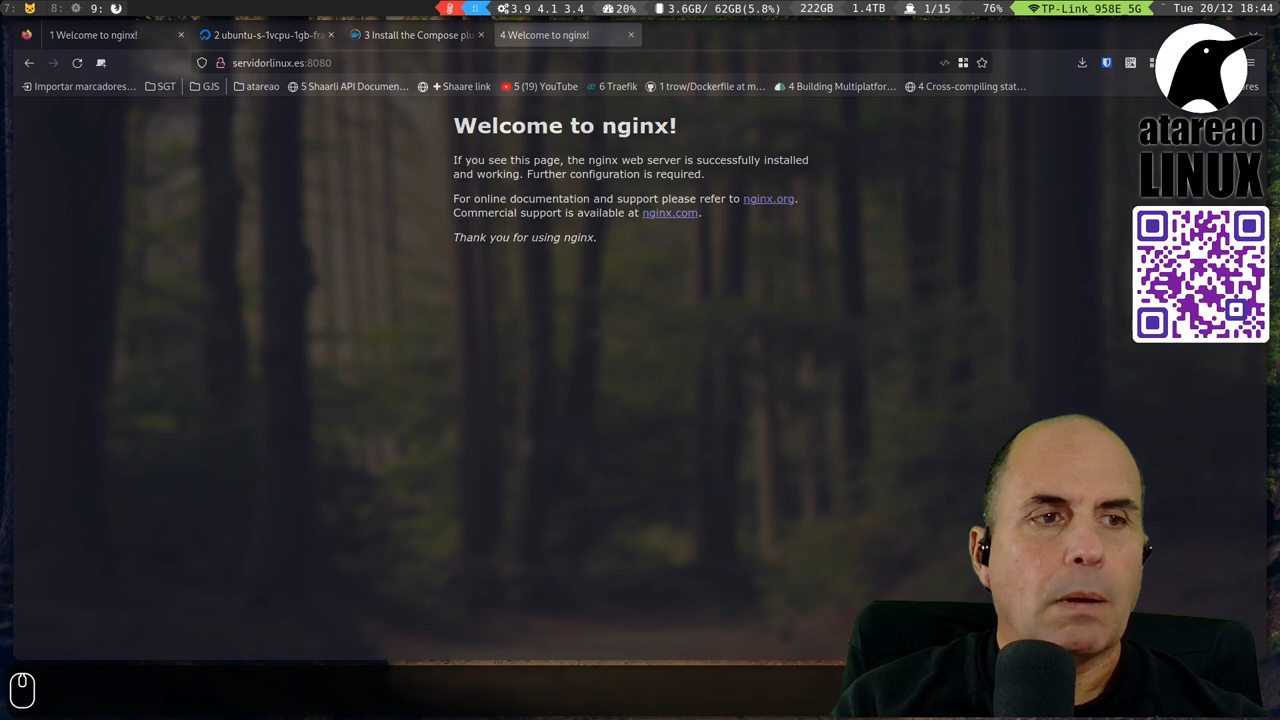 7: 8: 9: 3.9 4.1 3.4 20% 3.6GB/ 62GB(5.8%) 222GB 1.4TB 1/15 76% TP-Link 958E 5G Tue 20/12 18:44
1 Welcome to nginx! 2 ubuntu-s-1vcpu-1gb-fra 3 Install the Compose plu 4 Welcome to nginx!
servidorlinux.es:8080
Importar marcadores... SGT GJS atareao 5 Shaarli API Documen... Shaare link 5 (19) YouTube 6 Traefik 1 trow/Dockerfile at m... 4 Building Multiplatfor... 4 Cross-compiling stat...
Welcome to nginx!
If you see this page, the nginx web server is successfully installed
and working. Further configuration is required.
For online documentation and support please refer to nginx.org.
Commercial support is available at nginx.com.
Thank you for using nginx.
atareao
LINUX